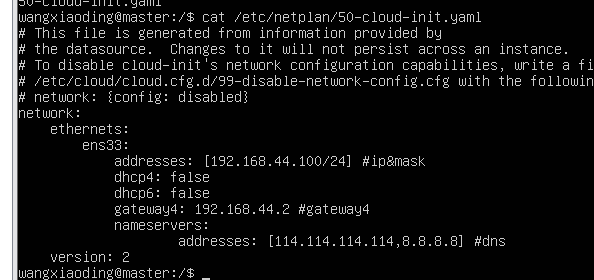 50-cloud-init.yaml
wangxiaoding@master:/$ cat /etc/netplan/50-cloud-init.yaml
# This file is generated from information provided by
# the datasource.  Changes to it will not persist across an instance.
# To disable cloud-init's network configuration capabilities, write a fi
# /etc/cloud/cloud.cfg.d/99-disable-network-config.cfg with the followin
# network: {config: disabled}
network:
    ethernets:
        ens33:
            addresses: [192.168.44.100/24] #ip&mask
            dhcp4: false
            dhcp6: false
            gateway4: 192.168.44.2 #gateway4
            nameservers:
                    addresses: [114.114.114.114,8.8.8.8] #dns
    version: 2
wangxiaoding@master:/$ _